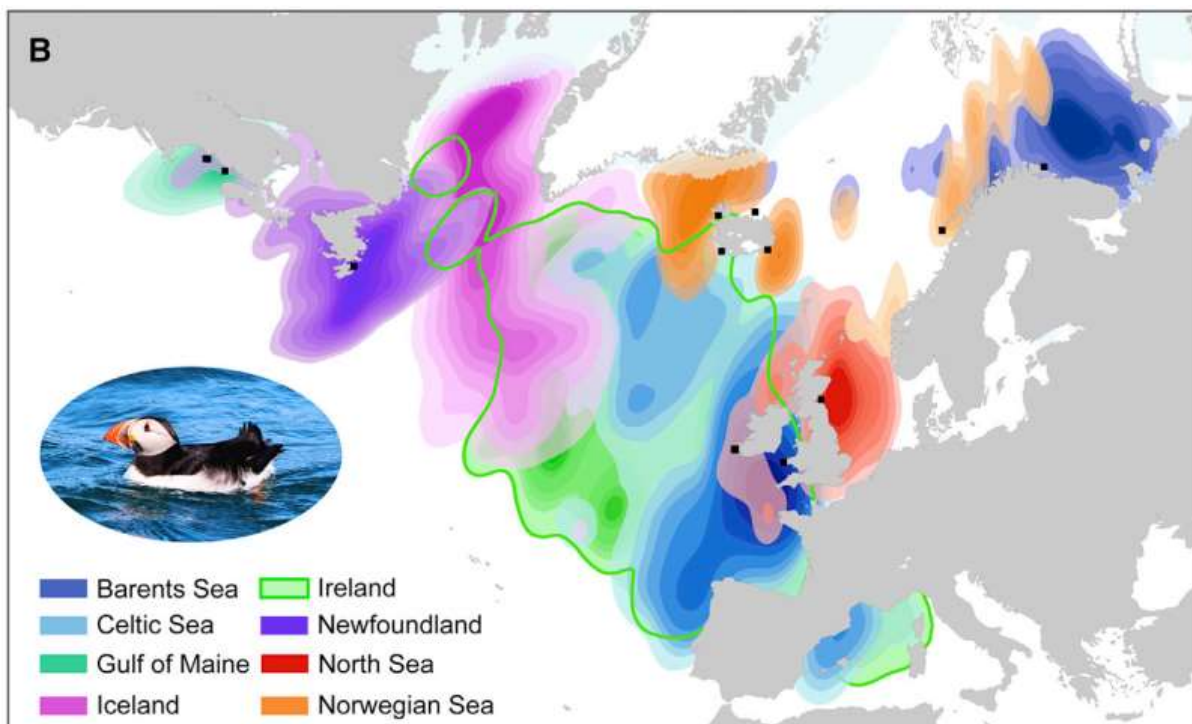 B
Barents Sea
Ireland
Celtic Sea
Newfoundland
Gulf of Maine
North Sea
Iceland
Norwegian Sea